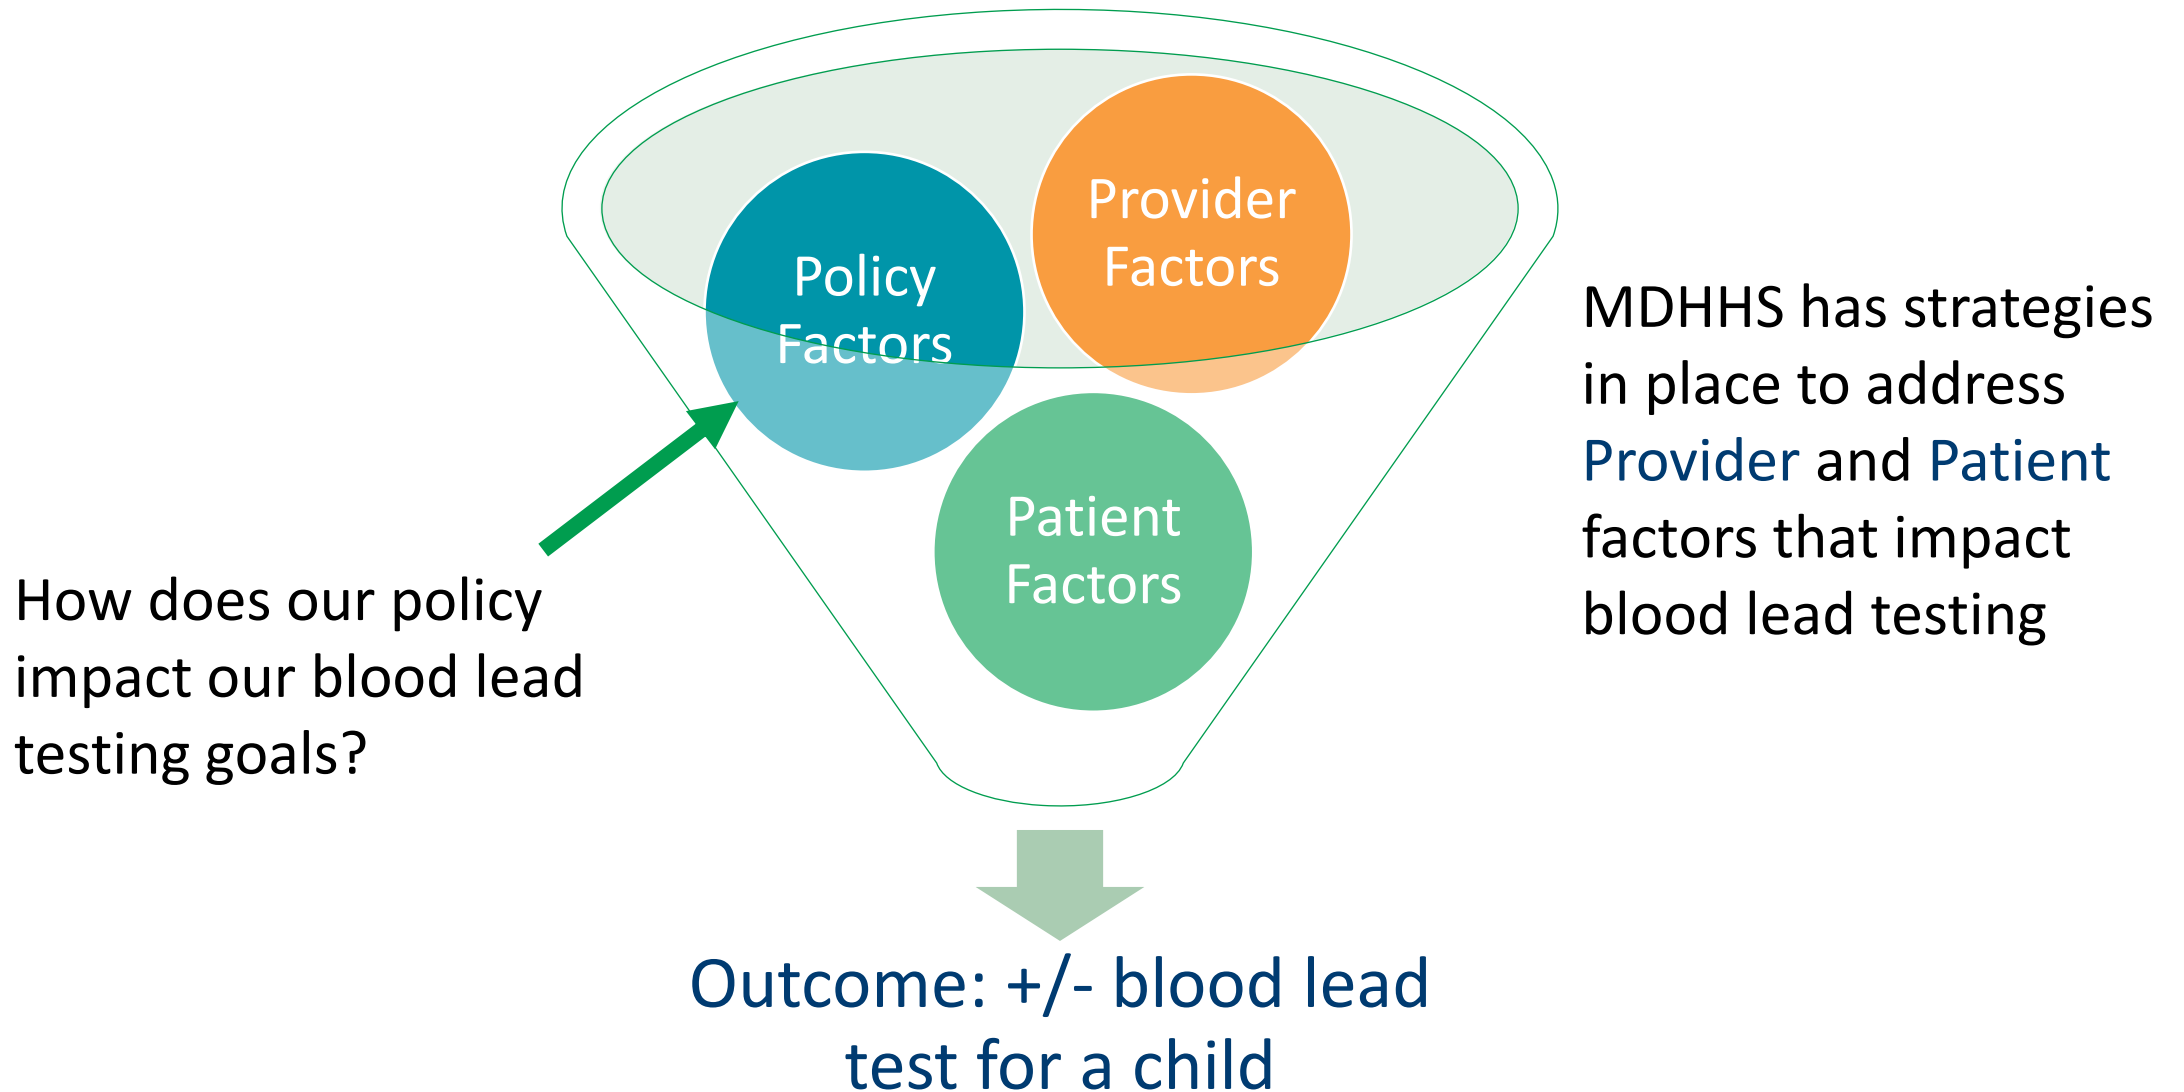 Provider
Factors
Policy
Factors
Patient
Factors
MDHHS has strategies
in place to address
Provider and Patient
factors that impact
blood lead testing
How does our policy
impact our blood lead
testing goals?
Outcome: +/- blood lead
test for a child